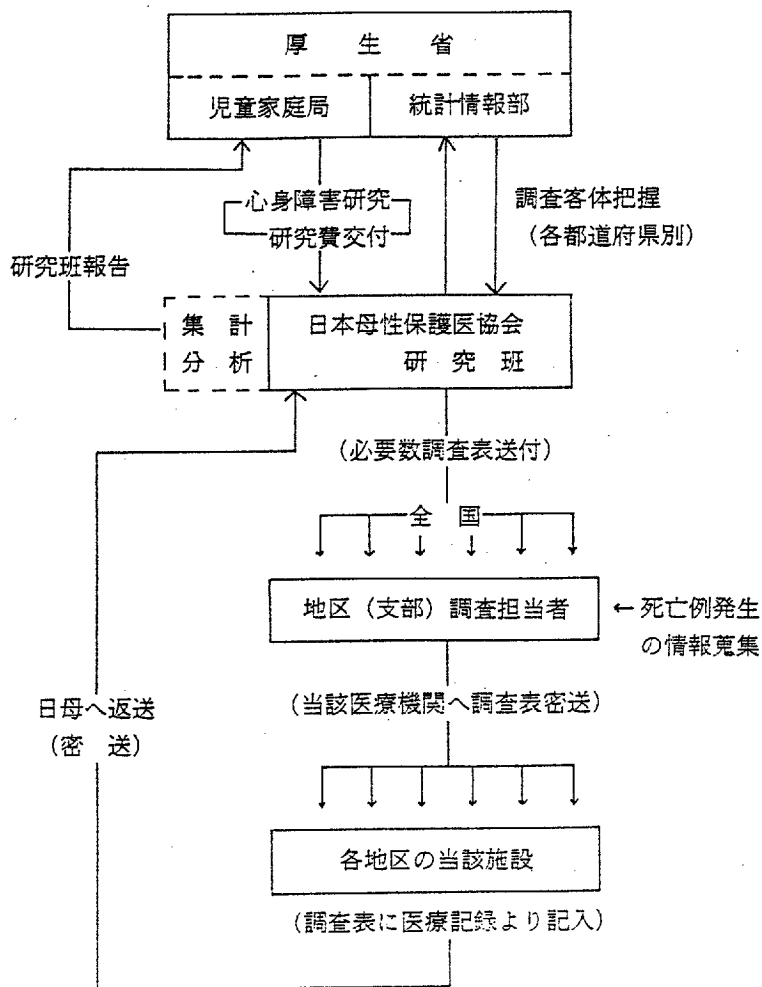 厚生省
児童家庭局
統計情報部
心身障害研究
研究費交付
調査客体把握
(各都道府県別)
研究班報告
集計
分析
日本母性保護医協会
研究班
(必要数調査表送付)
全国
地区(支部)調査担当者
←死亡例発生
の情報蒐集
(当該医療機関へ調査表密送)
日母へ返送
(密送)
各地区の当該施設
(調査表に医療記録より記入)